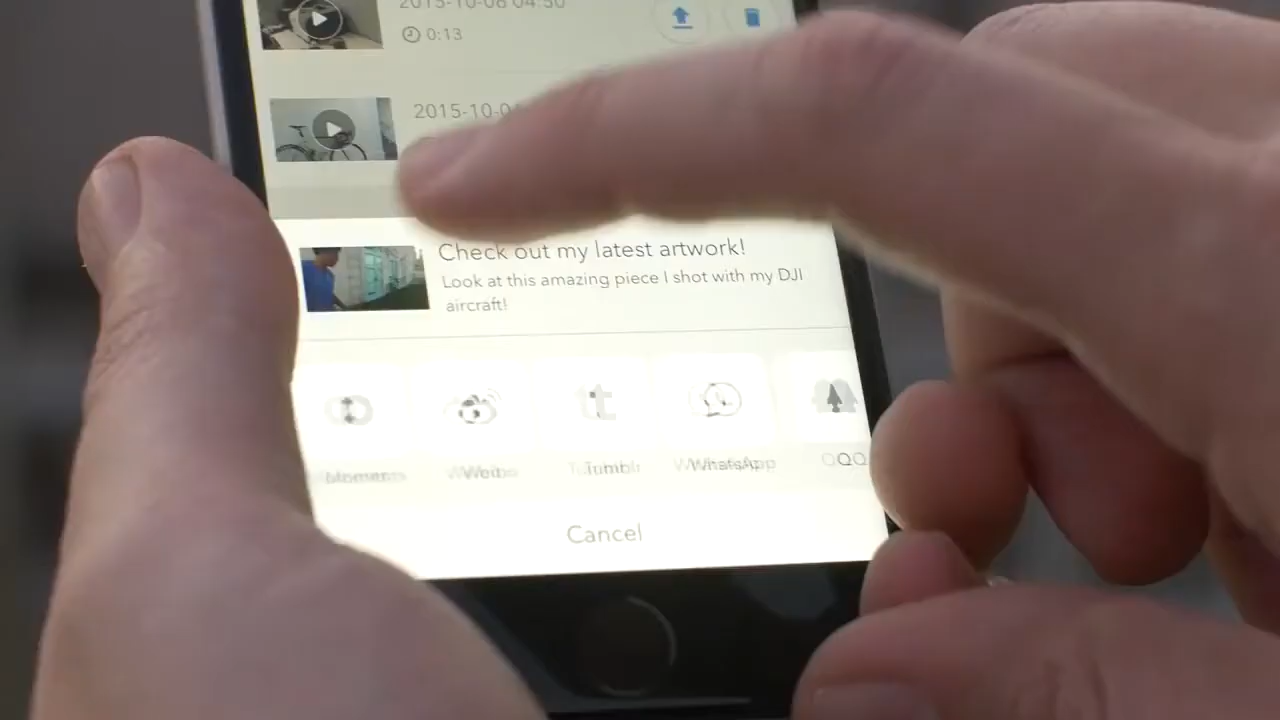 2015-10-08 04:50
0:13
2015-10-0
Check out my latest artwork!
Look at this amazing piece I shot with my DJI
aircraft!
Moments Weibo Tumblr WhatsApp QQ
Cancel